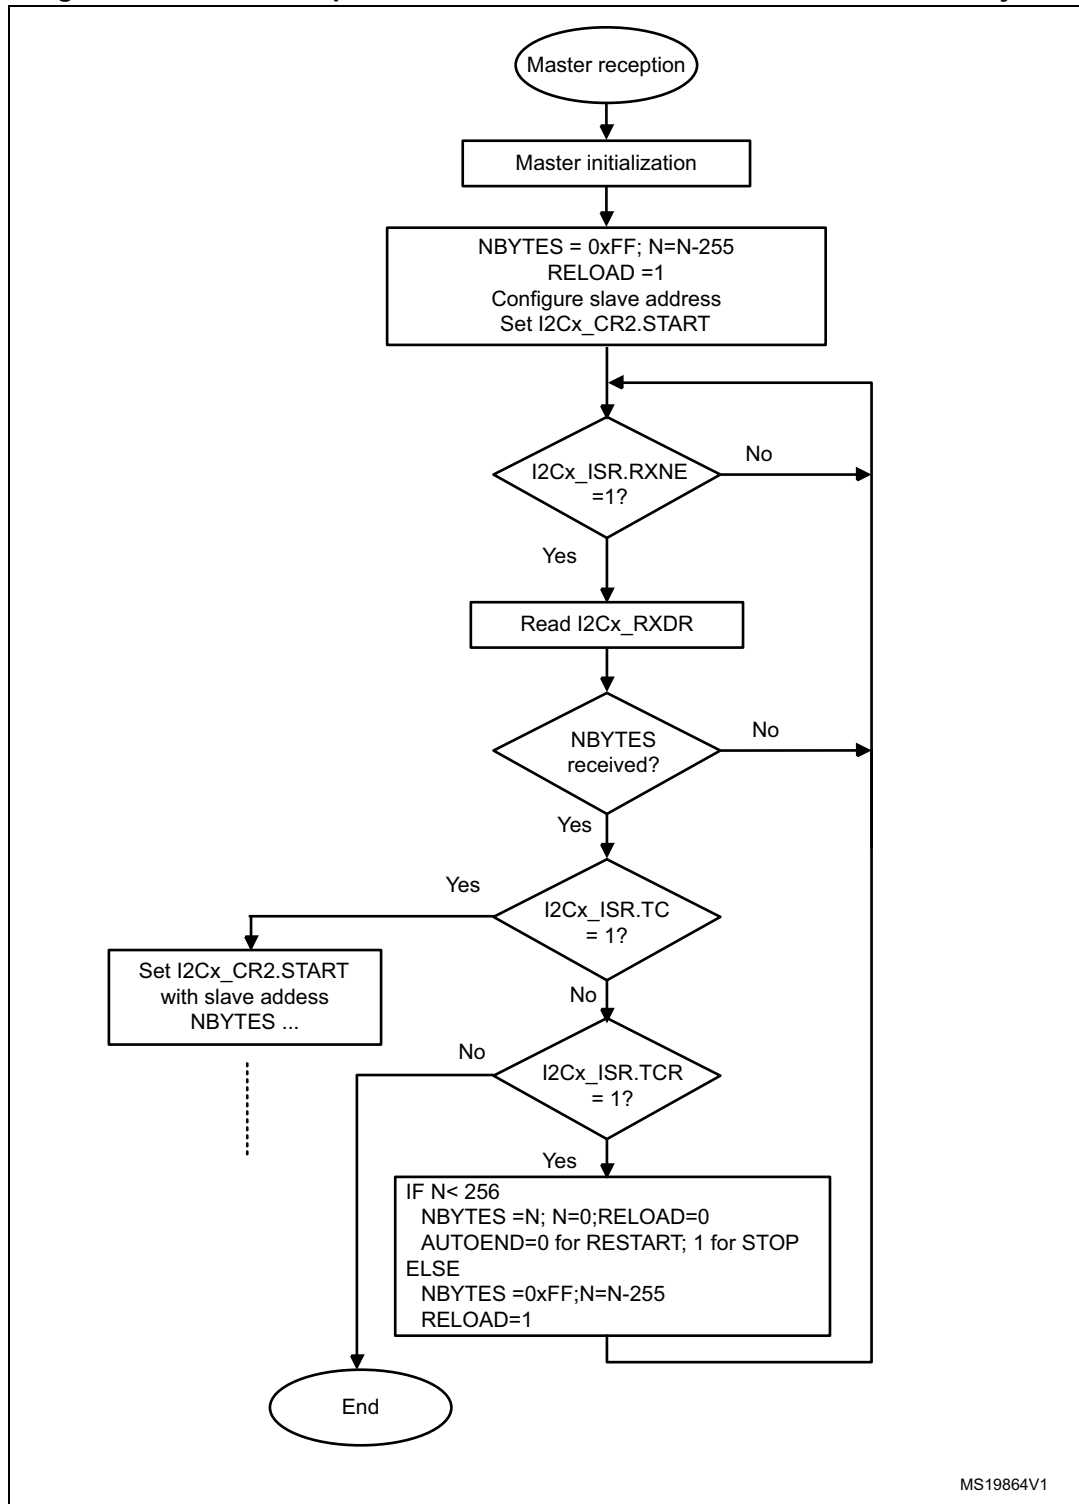 Master reception
Master initialization
NBYTES = 0xFF; N=N-255
RELOAD =1
Configure slave address
Set I2Cx_CR2.START
I2Cx_ISR.RXNE
=1?
No
Yes
Read I2Cx_RXDR
NBYTES
received?
No
Yes
I2Cx_ISR.TC
= 1?
Yes
Set I2Cx_CR2.START
with slave addess
NBYTES ...
No
I2Cx_ISR.TCR
= 1?
No
Yes
IF N< 256
NBYTES =N; N=0;RELOAD=0
AUTOEND=0 for RESTART; 1 for STOP
ELSE
NBYTES =0xFF;N=N-255
RELOAD=1
End
MS19864V1